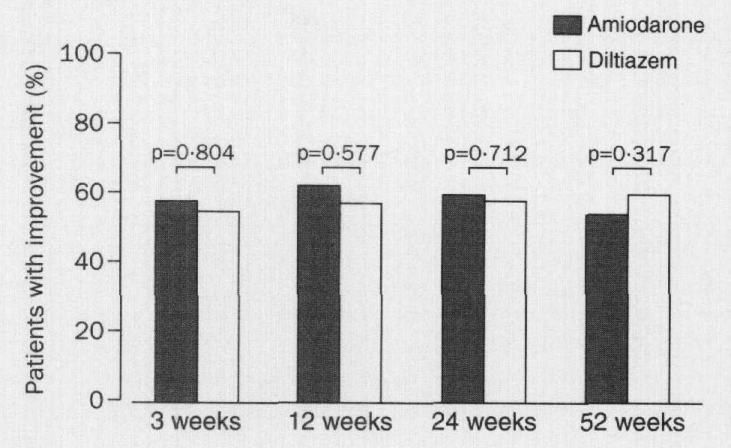 Amiodarone
Diltiazem
Patients with improvement (%)
100
80
60
40
20
0
p=0·804
p=0·577
p=0·712
p=0·317
3 weeks
12 weeks
24 weeks
52 weeks